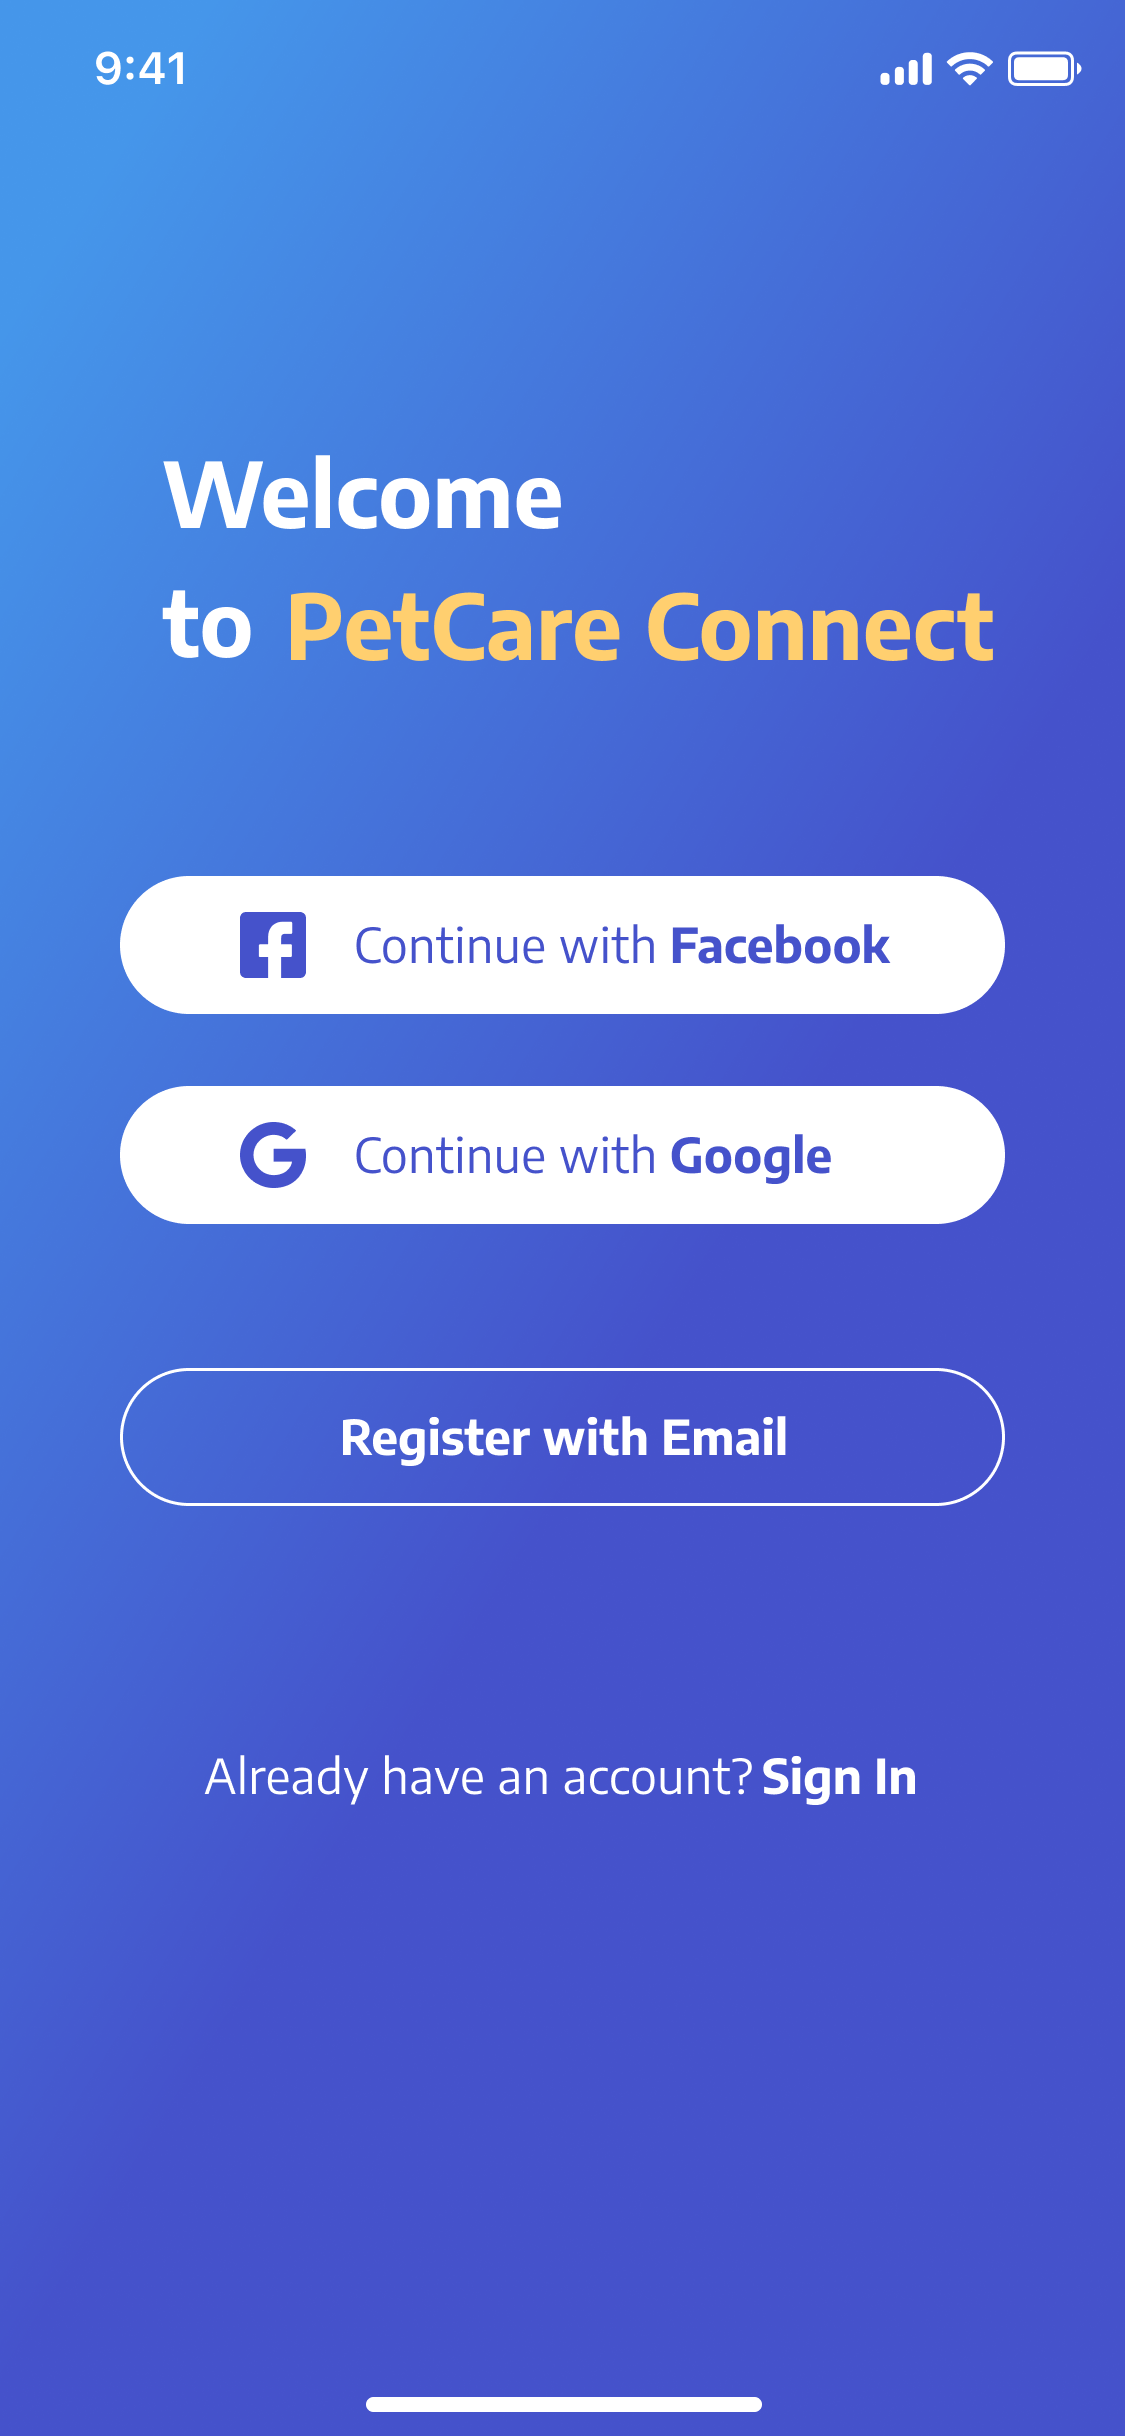 9:41
Welcome
to PetCare Connect
Continue with Facebook
Continue with Google
Register with Email
Already have an account? Sign In